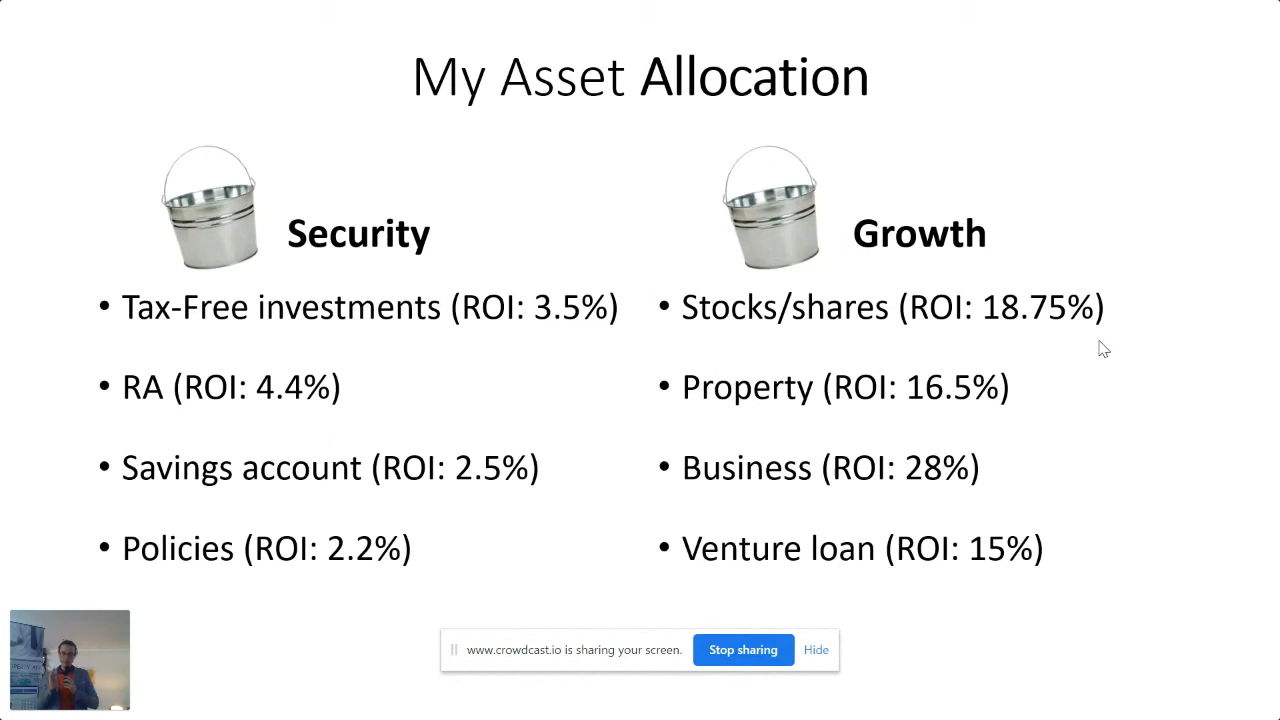 My Asset Allocation
Security
• Tax-Free investments (ROI: 3.5%)
• RA (ROI: 4.4%)
• Savings account (ROI: 2.5%)
• Policies (ROI: 2.2%)
Growth
• Stocks/shares (ROI: 18.75%)
• Property (ROI: 16.5%)
• Business (ROI: 28%)
• Venture loan (ROI: 15%)
www.crowdcast.io is sharing your screen. Stop sharing Hide